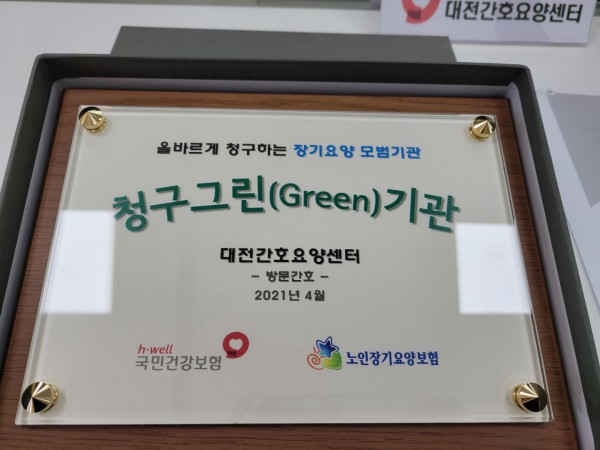 대전간호요양센터
올바르게 청구하는 장기요양 모범기관
청구그린(Green)기관
대전간호요양센터
- 방문간호 -
2021년 4월
h·well
국민건강보험
노인장기요양보험